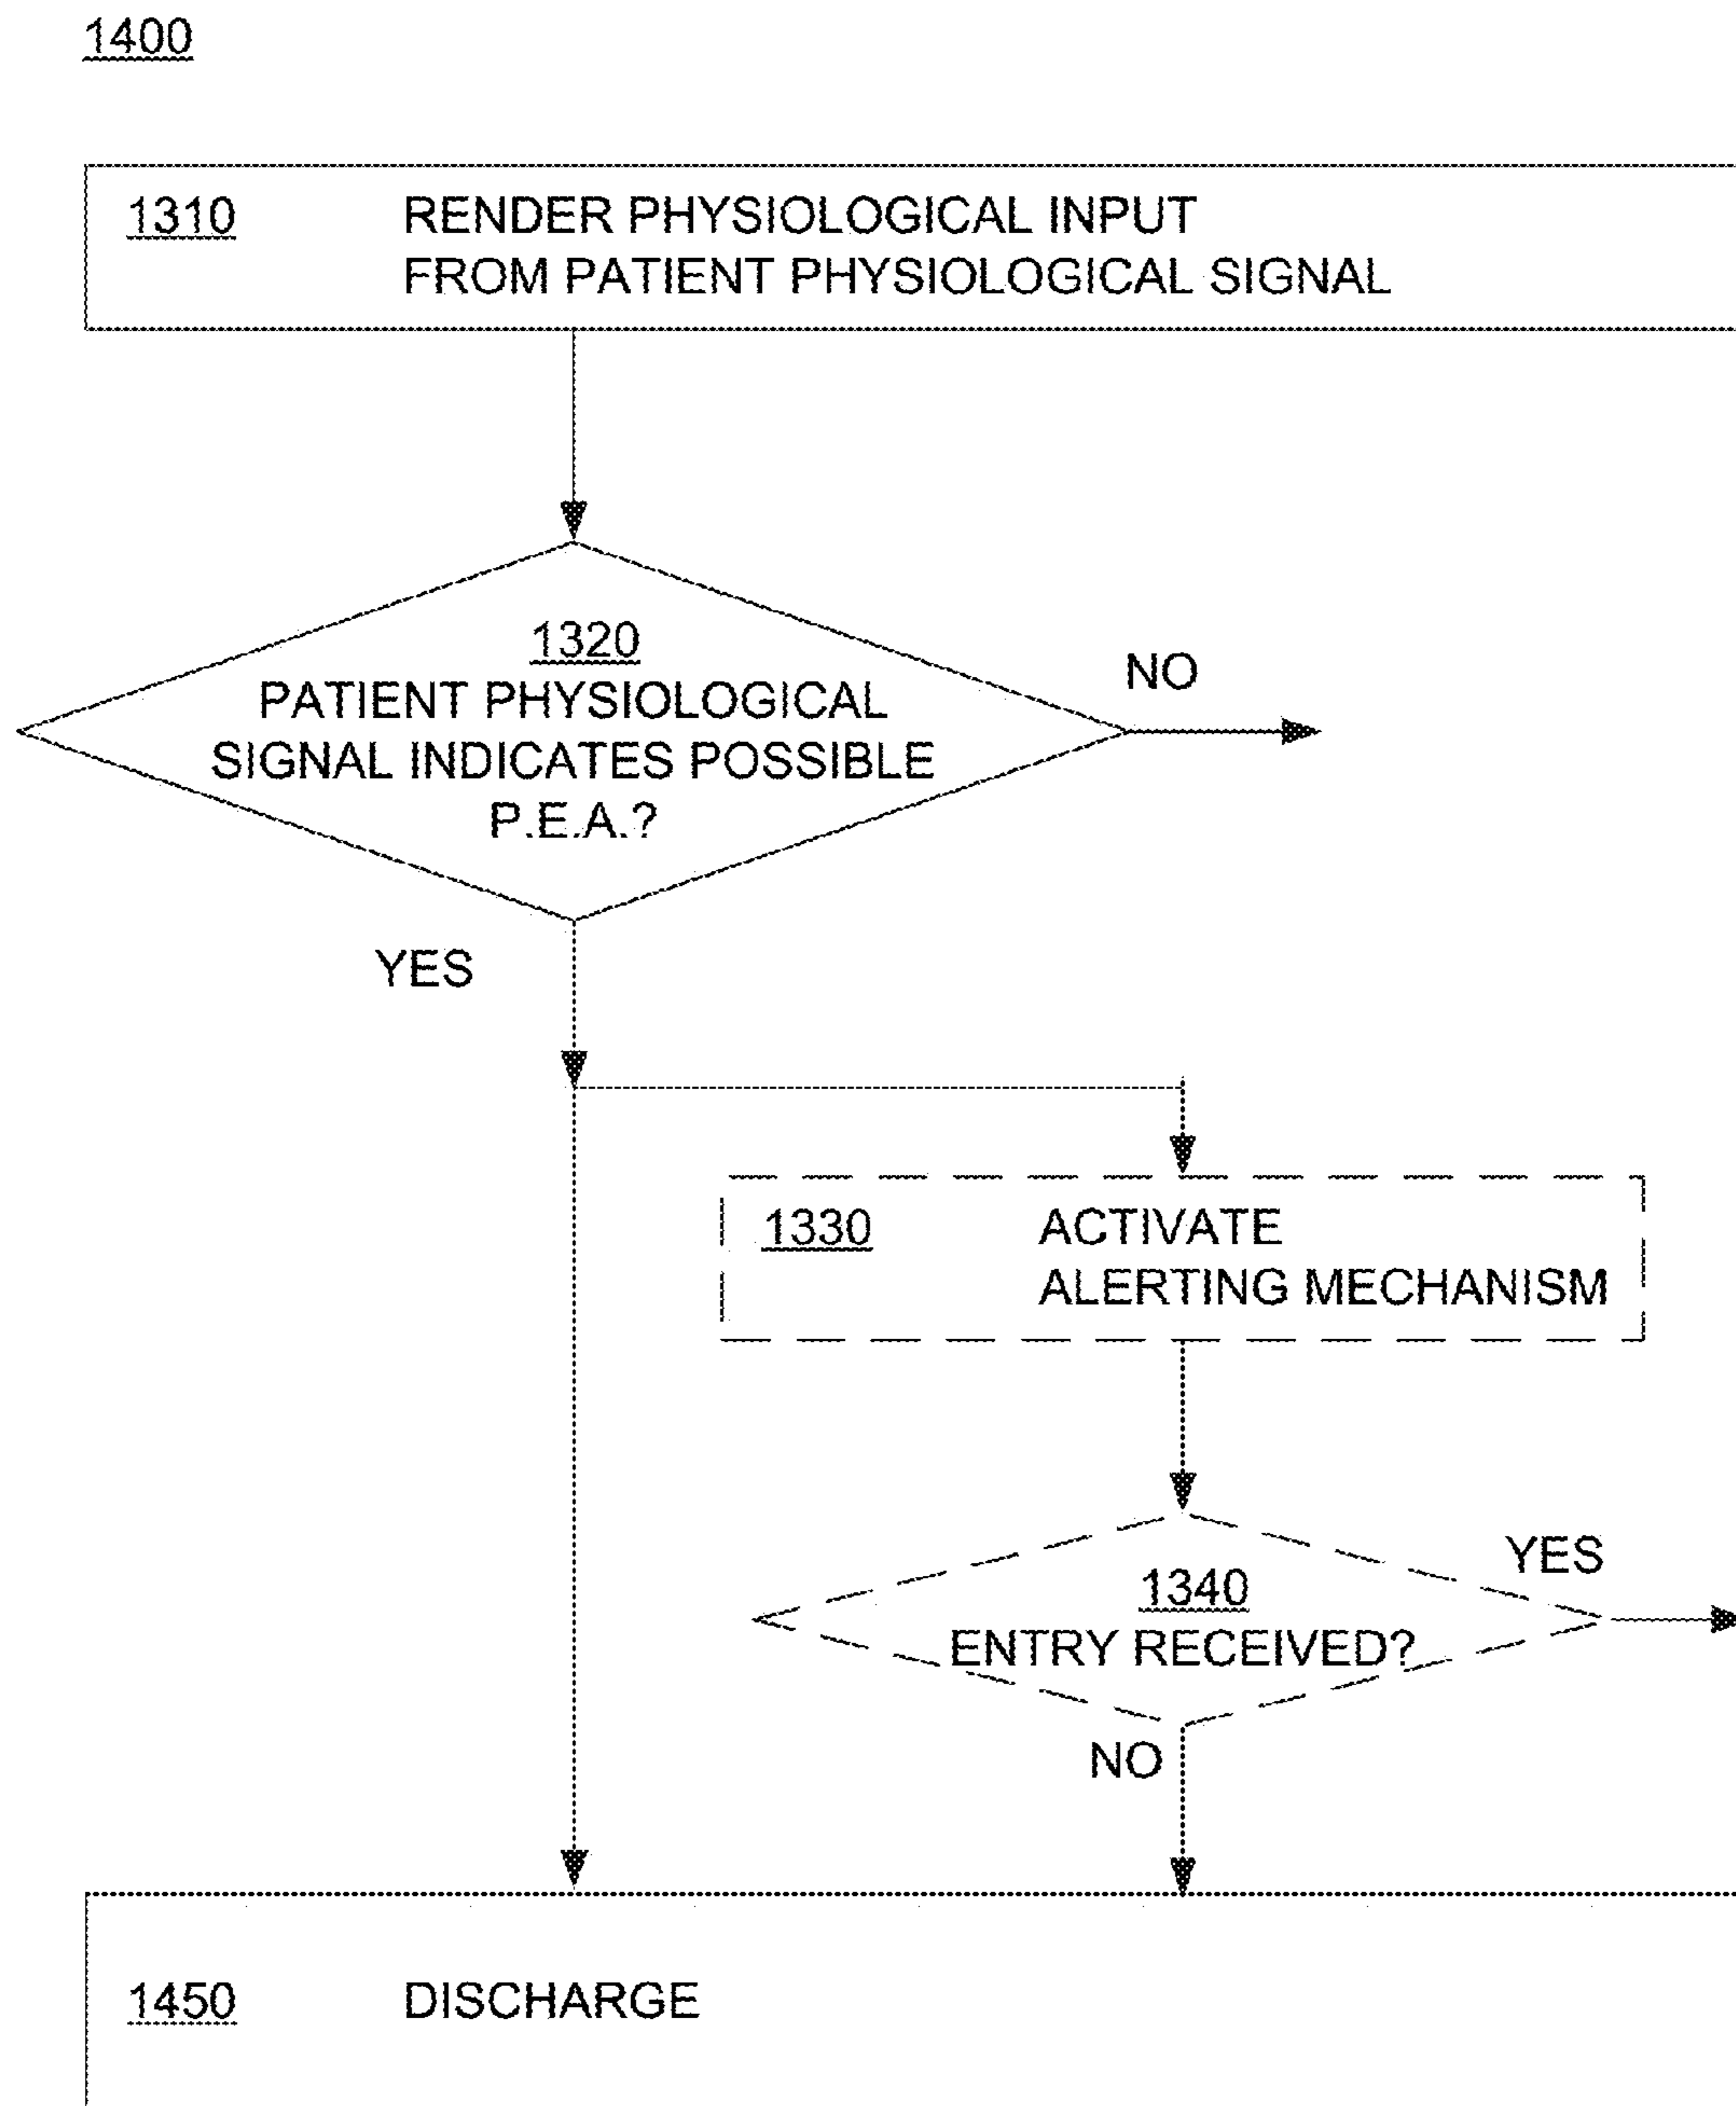 1400
1310 RENDER PHYSIOLOGICAL INPUT
FROM PATIENT PHYSIOLOGICAL SIGNAL
1320
PATIENT PHYSIOLOGICAL
SIGNAL INDICATES POSSIBLE
P.E.A.?
NO
YES
1330 ACTIVATE
ALERTING MECHANISM
1340
ENTRY RECEIVED?
YES
NO
1450 DISCHARGE